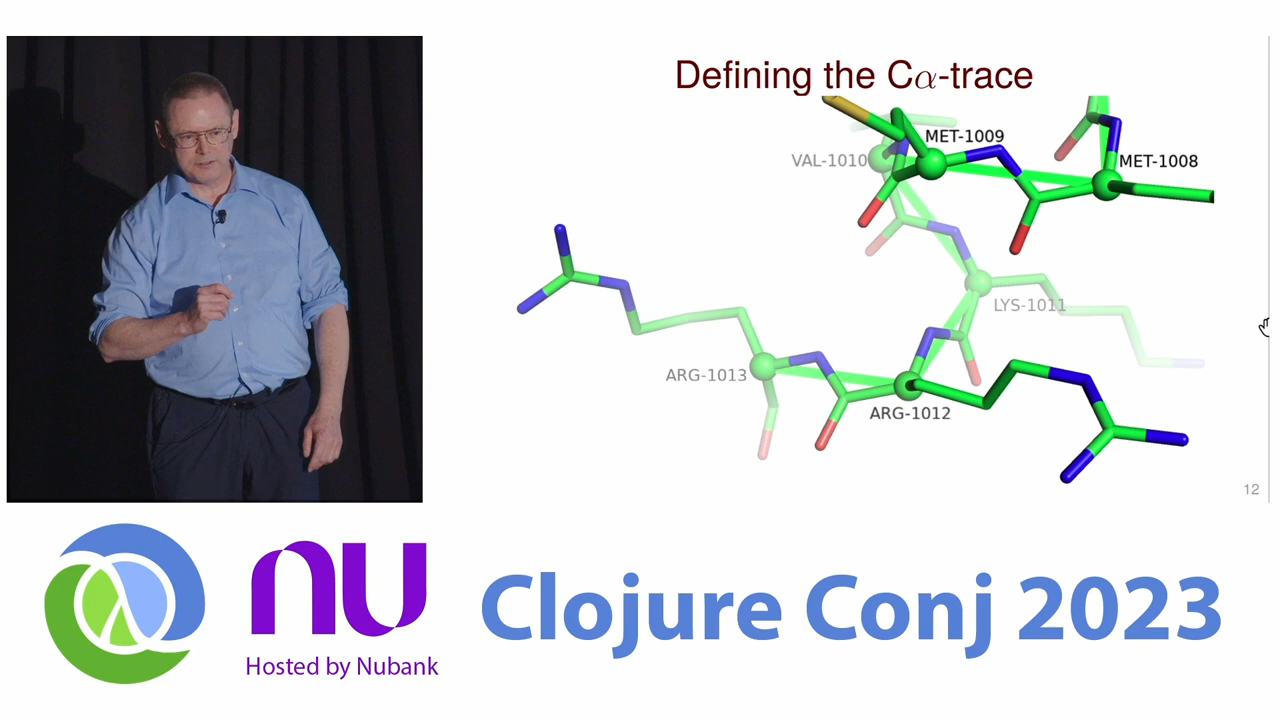 Defining the Cα-trace
MET-1009
VAL-1010
MET-1008
LYS-1011
ARG-1013
ARG-1012
12
nu
Hosted by Nubank
Clojure Conj 2023